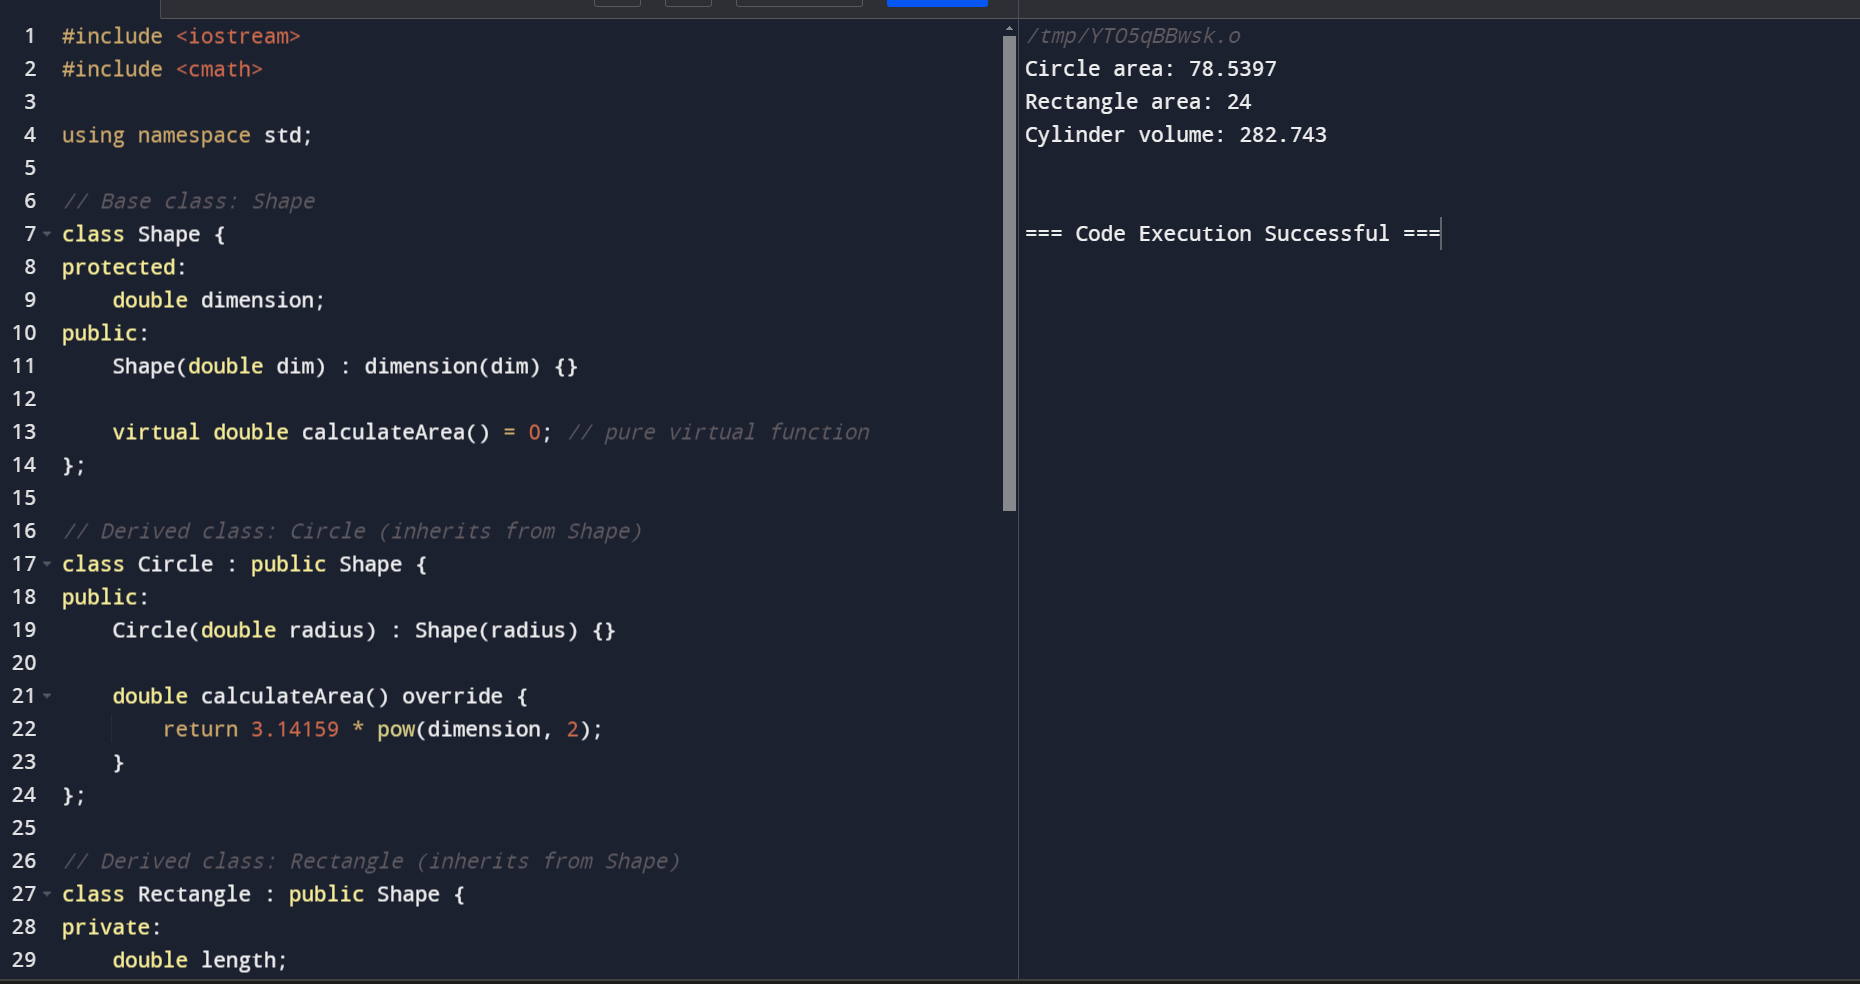 1 #include <iostream>
2 #include <cmath>
3
4 using namespace std;
5
6 // Base class: Shape
7 class Shape {
8 protected:
9     double dimension;
10 public:
11     Shape(double dim) : dimension(dim) {}
12
13     virtual double calculateArea() = 0; // pure virtual function
14 };
15
16 // Derived class: Circle (inherits from Shape)
17 class Circle : public Shape {
18 public:
19     Circle(double radius) : Shape(radius) {}
20
21     double calculateArea() override {
22         return 3.14159 * pow(dimension, 2);
23     }
24 };
25
26 // Derived class: Rectangle (inherits from Shape)
27 class Rectangle : public Shape {
28 private:
29     double length;
/tmp/YTO5qBBwsk.o
Circle area: 78.5397
Rectangle area: 24
Cylinder volume: 282.743
=== Code Execution Successful ===